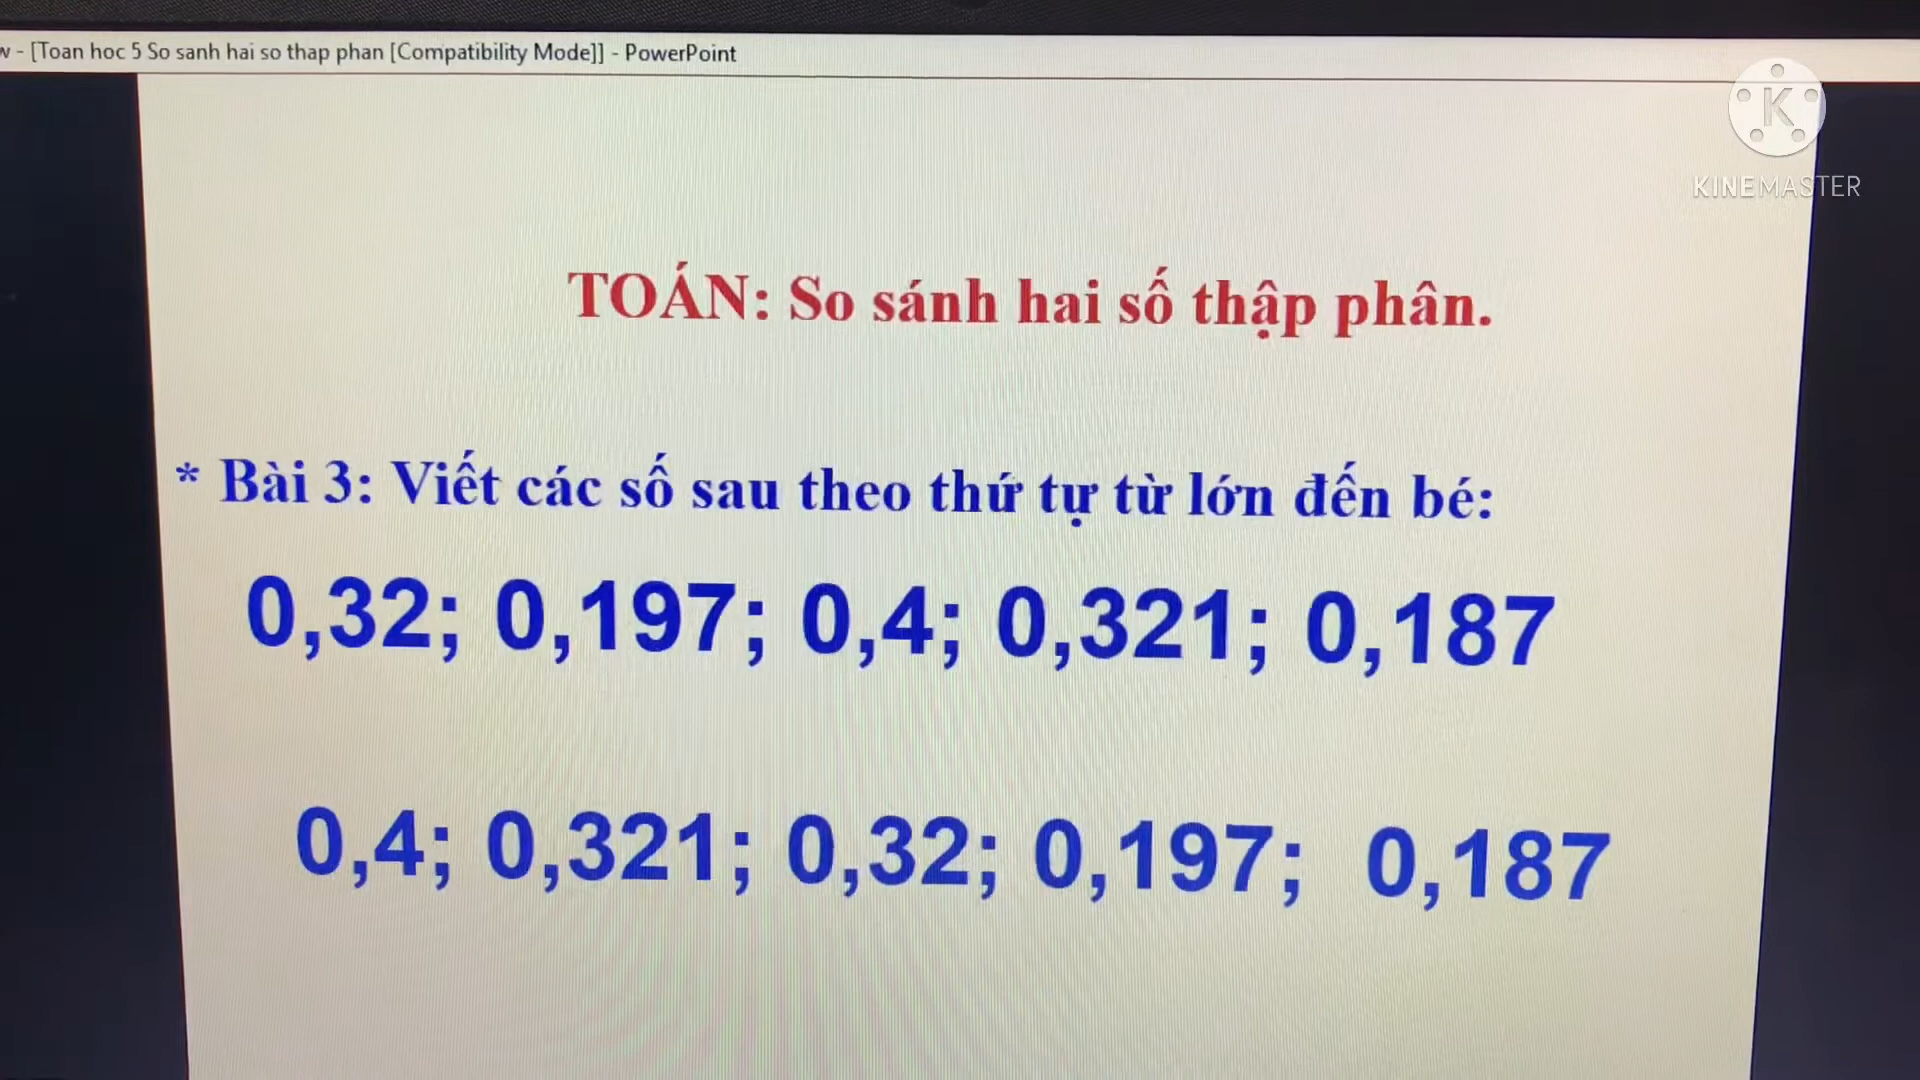 w - [Toan hoc 5 So sanh hai so thap phan [Compatibility Mode]] - PowerPoint
K
KINEMASTER
TOÁN: So sánh hai số thập phân.
* Bài 3: Viết các số sau theo thứ tự từ lớn đến bé:
0,32; 0,197; 0,4; 0,321; 0,187
0,4; 0,321; 0,32; 0,197; 0,187